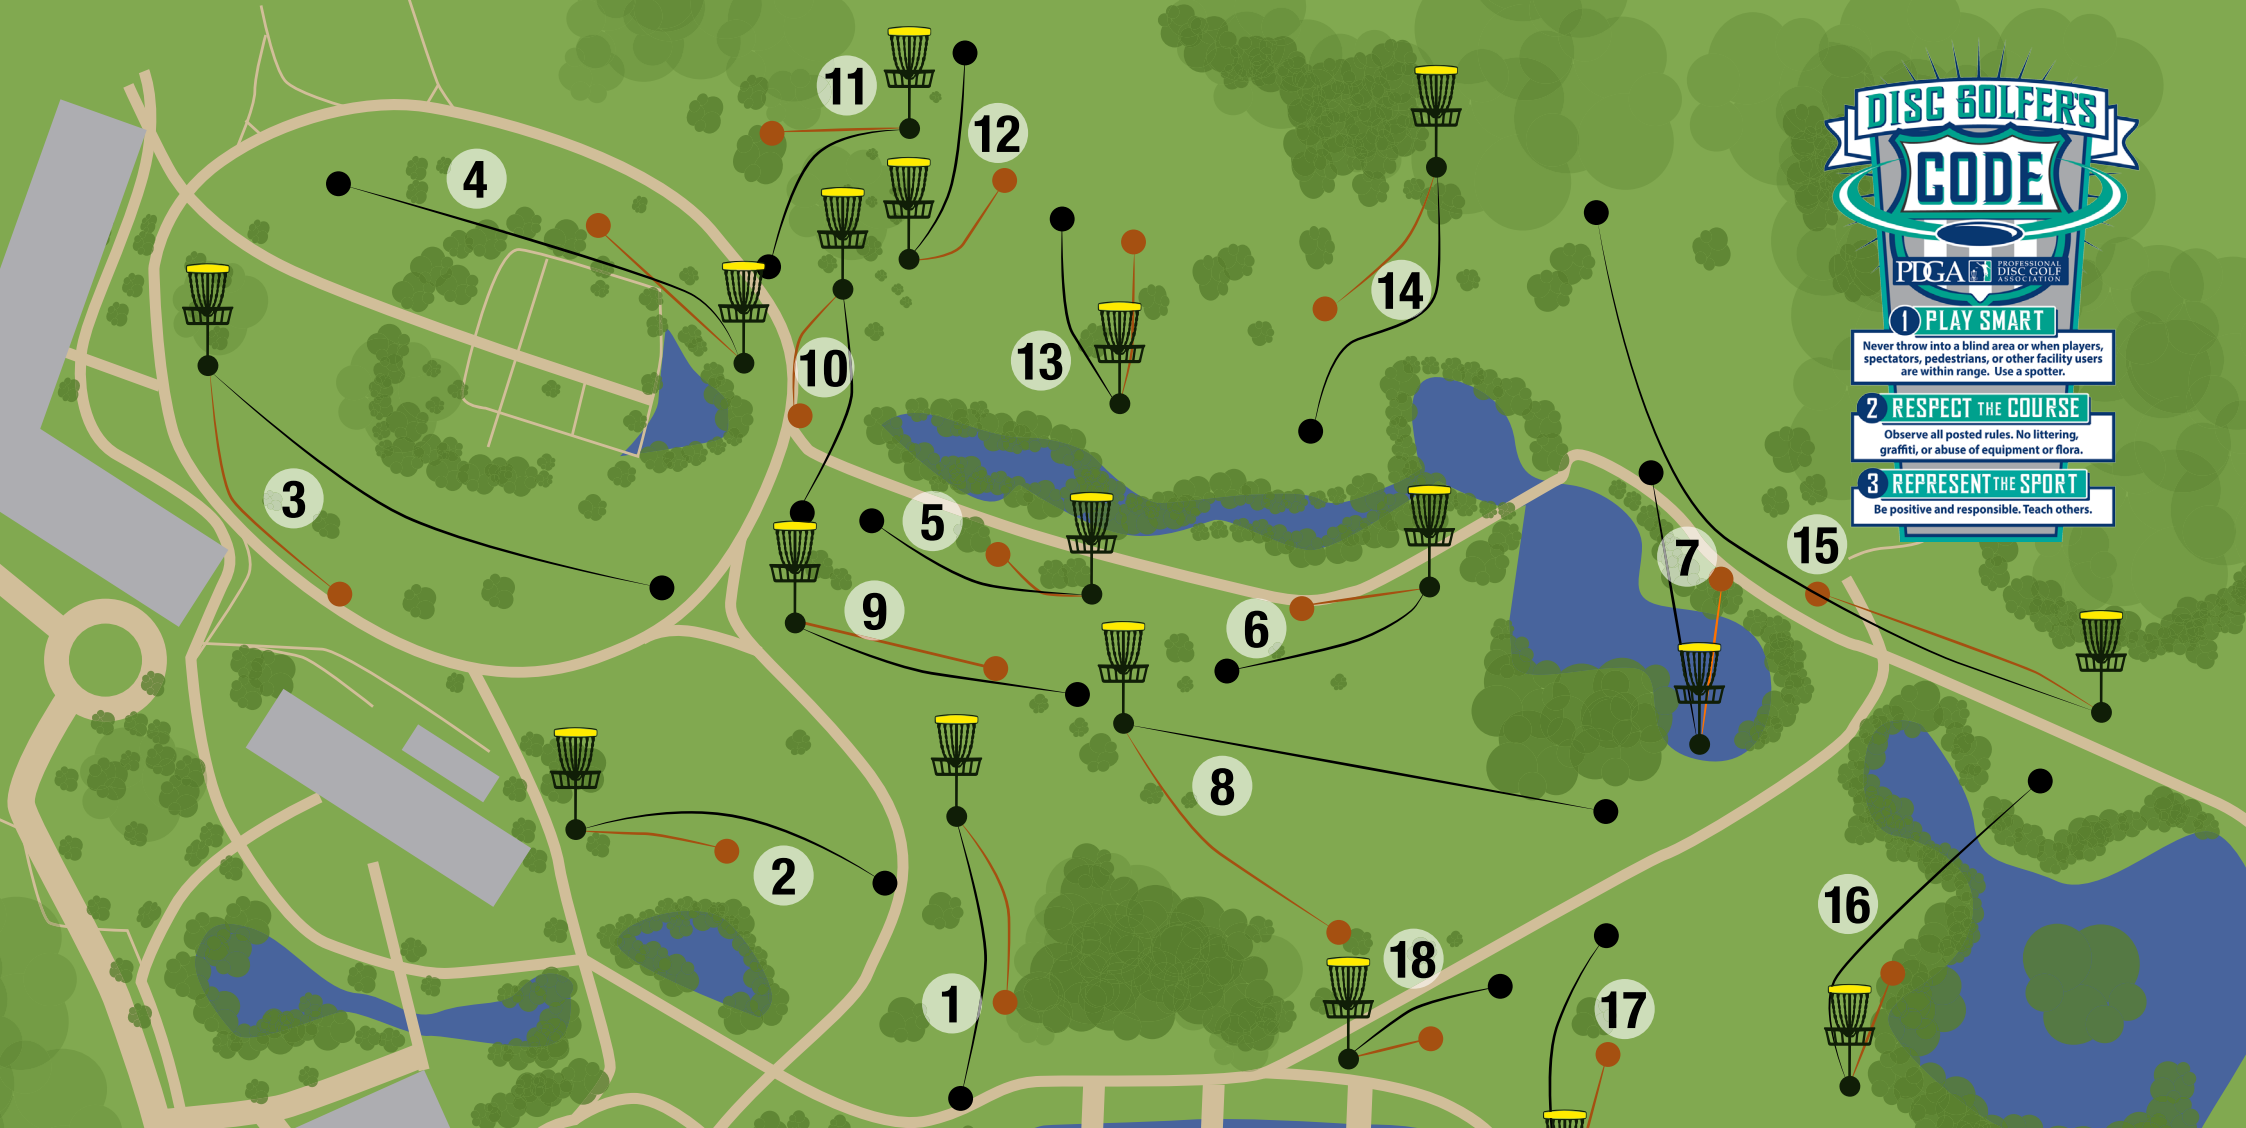 11
12
4
DISC GOLFER'S
CODE
PDGA PROFESSIONAL
DISC GOLF
ASSOCIATION
1 PLAY SMART
Never throw into a blind area or when players,
spectators, pedestrians, or other facility users
are within range. Use a spotter.
2 RESPECT THE COURSE
Observe all posted rules. No littering,
graffiti, or abuse of equipment or flora.
3 REPRESENT THE SPORT
Be positive and responsible. Teach others.
14
13
10
3
5
7
15
9
6
8
2
16
18
1
17